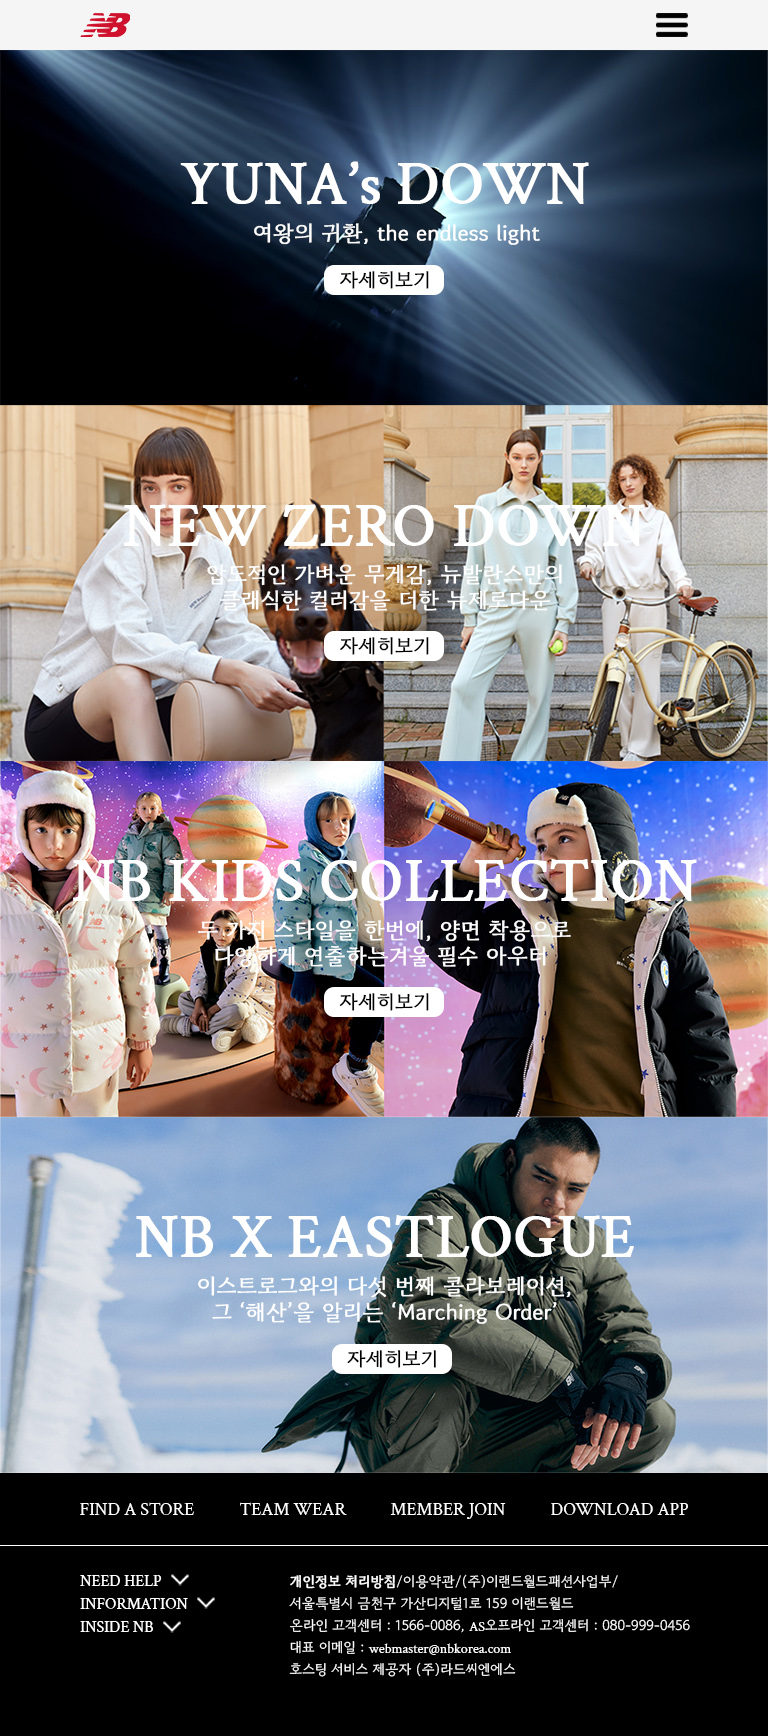 NB
YUNA’s DOWN
여왕의 귀환, the endless light
자세히보기
NEW ZERO DOWN
압도적인 가벼운 무게감, 뉴발란스만의
클래식한 컬러감을 더한 뉴제로다운
자세히보기
NB KIDS COLLECTION
두 가지 스타일을 한번에, 양면 착용으로
다양하게 연출하는겨울 필수 아우터
자세히보기
NB X EASTLOGUE
이스트로그와의 다섯 번째 콜라보레이션,
그 ‘해산’을 알리는 ‘Marching Order’
자세히보기
FIND A STORE TEAM WEAR MEMBER JOIN DOWNLOAD APP
NEED HELP
INFORMATION
INSIDE NB
개인정보 쳐리방침/이용약관/(주)이랜드월드패션사업부/
서울특별시 금천구 가산디지털1로 159 이랜드월드
온라인 고객센터 : 1566-0086, AS오프라인 고객센터 : 080-999-0456
대표 이메일 : webmaster@nbkorea.com
호스팅 서비스 제공자 (주)라드씨엔에스